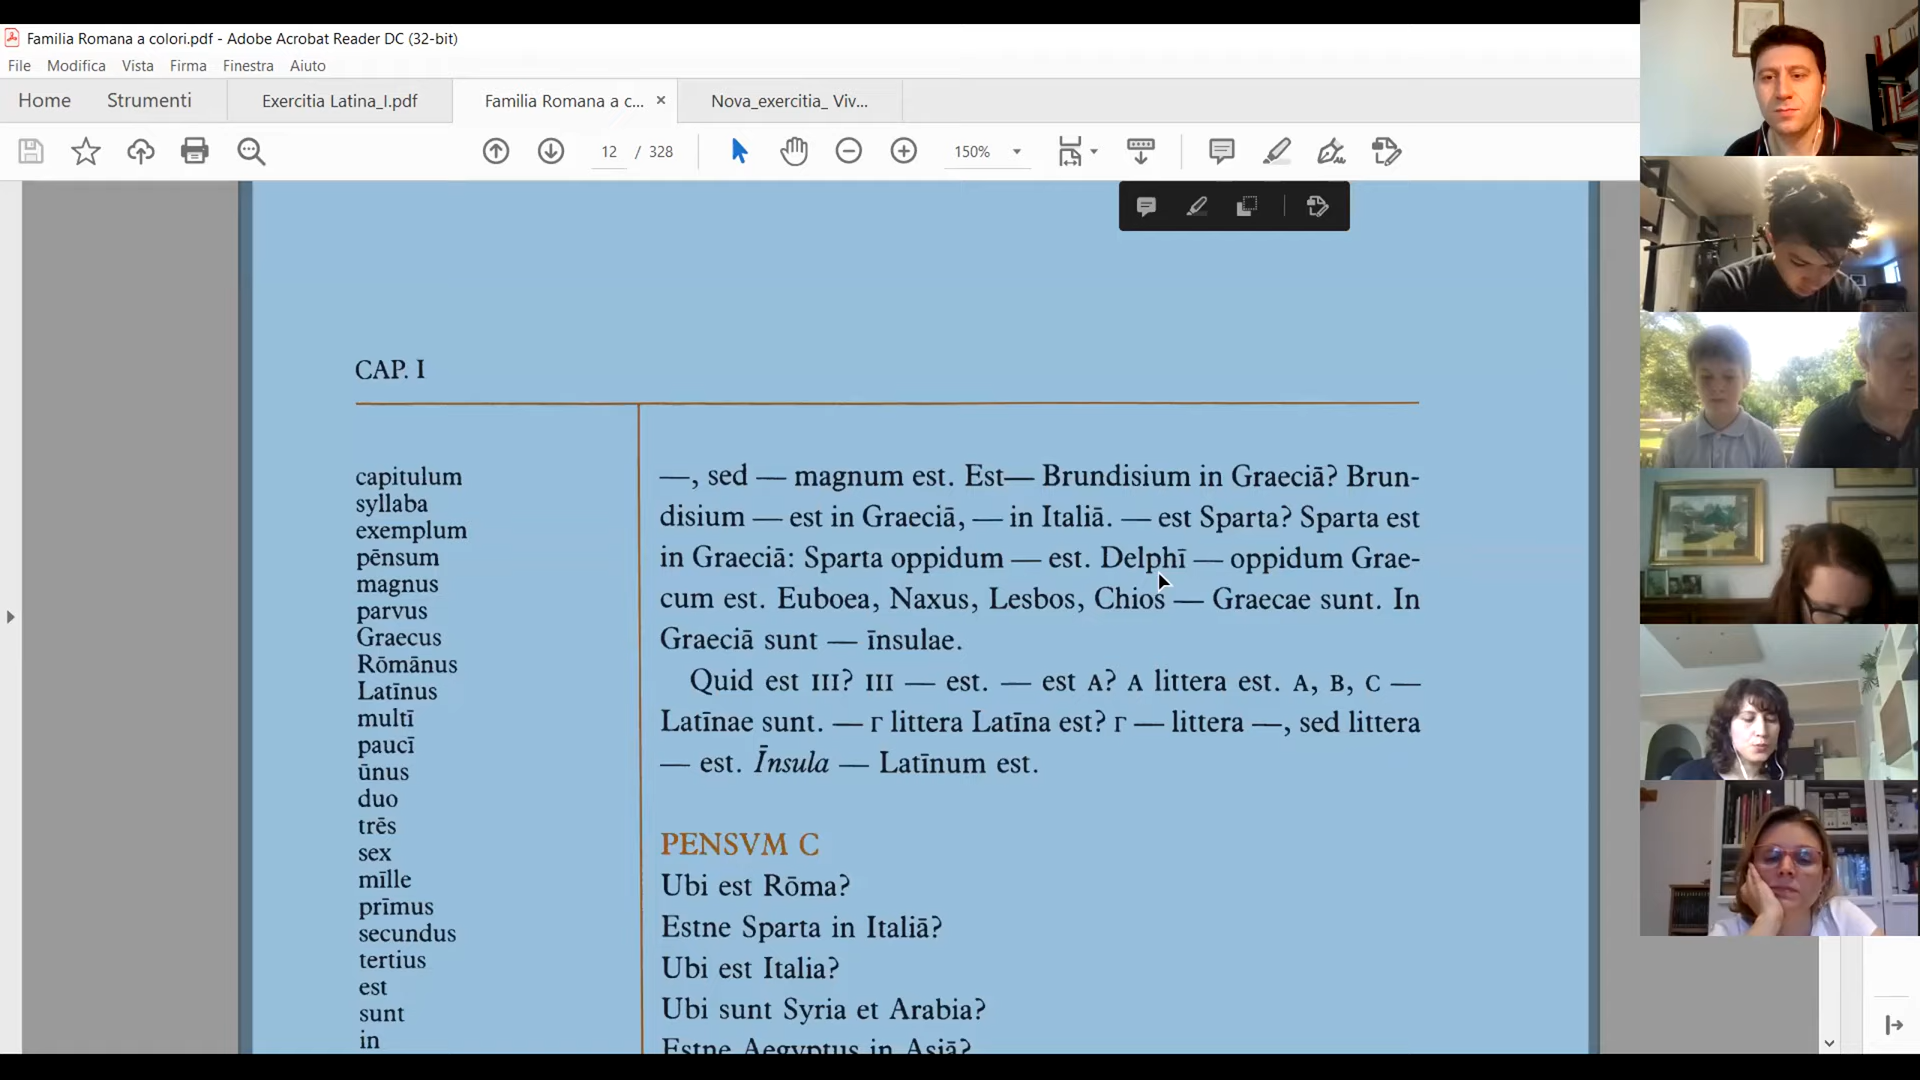 Familia Romana a colori.pdf - Adobe Acrobat Reader DC (32-bit)
File Modifica Vista Firma Finestra Aiuto
Home Strumenti Exercitia Latina_I.pdf Familia Romana a c... × Nova_exercitia_ Viv...
12 / 328 150%
CAP. I
capitulum
syllaba
exemplum
pēnsum
magnus
parvus
Graecus
Rōmānus
Latīnus
multī
paucī
ūnus
duo
trēs
sex
mīlle
prīmus
secundus
tertius
est
sunt
in
—, sed — magnum est. Est— Brundisium in Graeciā? Brun-
disium — est in Graeciā, — in Italiā. — est Sparta? Sparta est
in Graeciā: Sparta oppidum — est. Delphī — oppidum Grae-
cum est. Euboea, Naxus, Lesbos, Chios — Graecae sunt. In
Graeciā sunt — īnsulae.
Quid est III? III — est. — est A? A littera est. A, B, C —
Latīnae sunt. — Γ littera Latīna est? Γ — littera —, sed littera
— est. Īnsula — Latīnum est.
PENSVM C
Ubi est Rōma?
Estne Sparta in Italiā?
Ubi est Italia?
Ubi sunt Syria et Arabia?
Estne Aegyptus in Asiā?